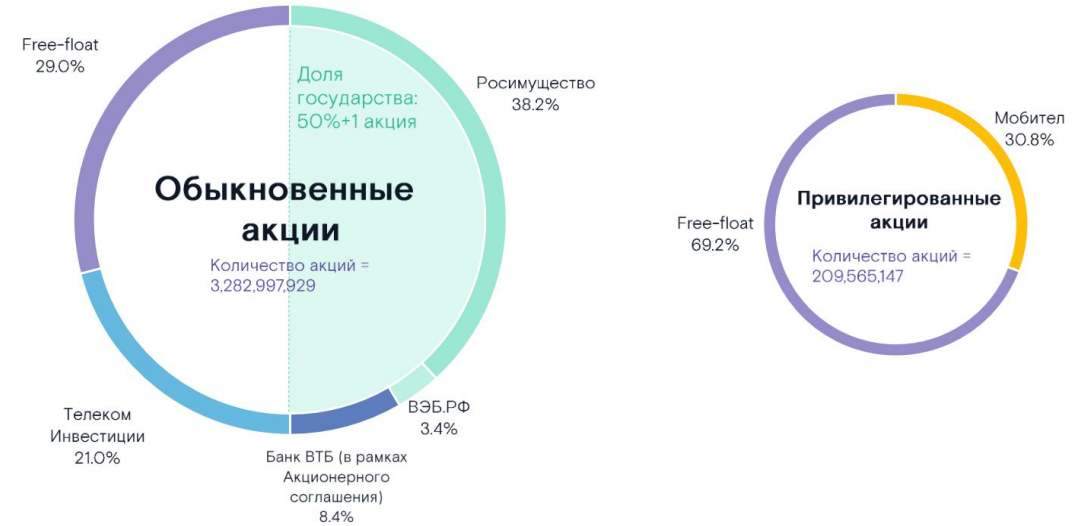 Free-float
29.0%
Доля
государства:
50%+1 акция
Росимущество
38.2%
Обыкновенные
акции
Количество акций =
3,282,997,929
Телеком
Инвестиции
21.0%
ВЭБ.РФ
3.4%
Банк ВТБ (в рамках
Акционерного
соглашения)
8.4%
Мобител
30.8%
Привилегированные
акции
Free-float
69.2%
Количество акций =
209,565,147